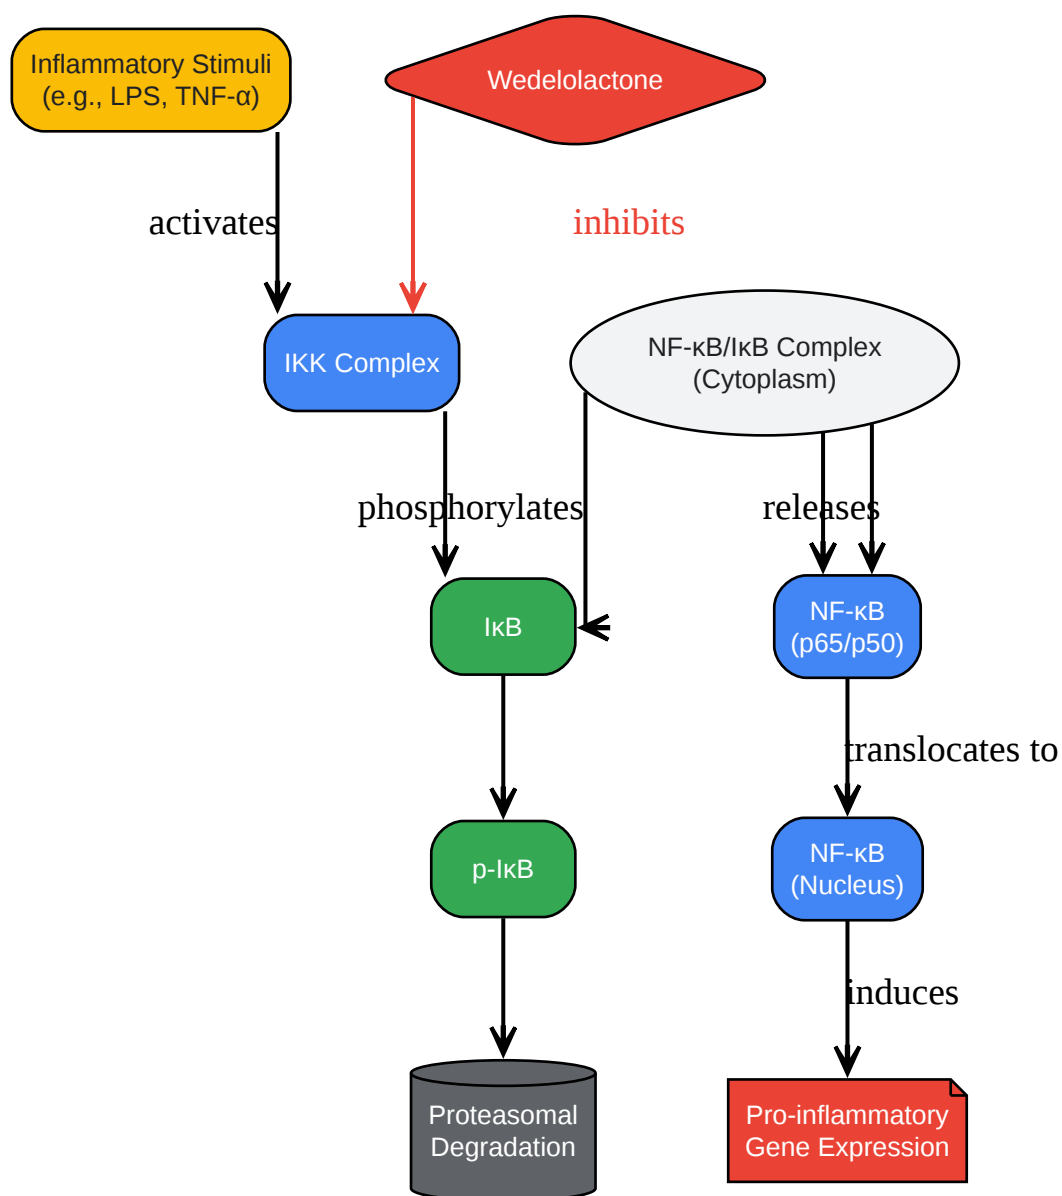 Inflammatory Stimuli
(e.g., LPS, TNF-α)
Wedelolactone
activates
inhibits
IKK Complex
NF-κB/IκB Complex
(Cytoplasm)
phosphorylates
releases
IκB
NF-κB
(p65/p50)
translocates to
p-IκB
NF-κB
(Nucleus)
induces
Proteasomal
Degradation
Pro-inflammatory
Gene Expression